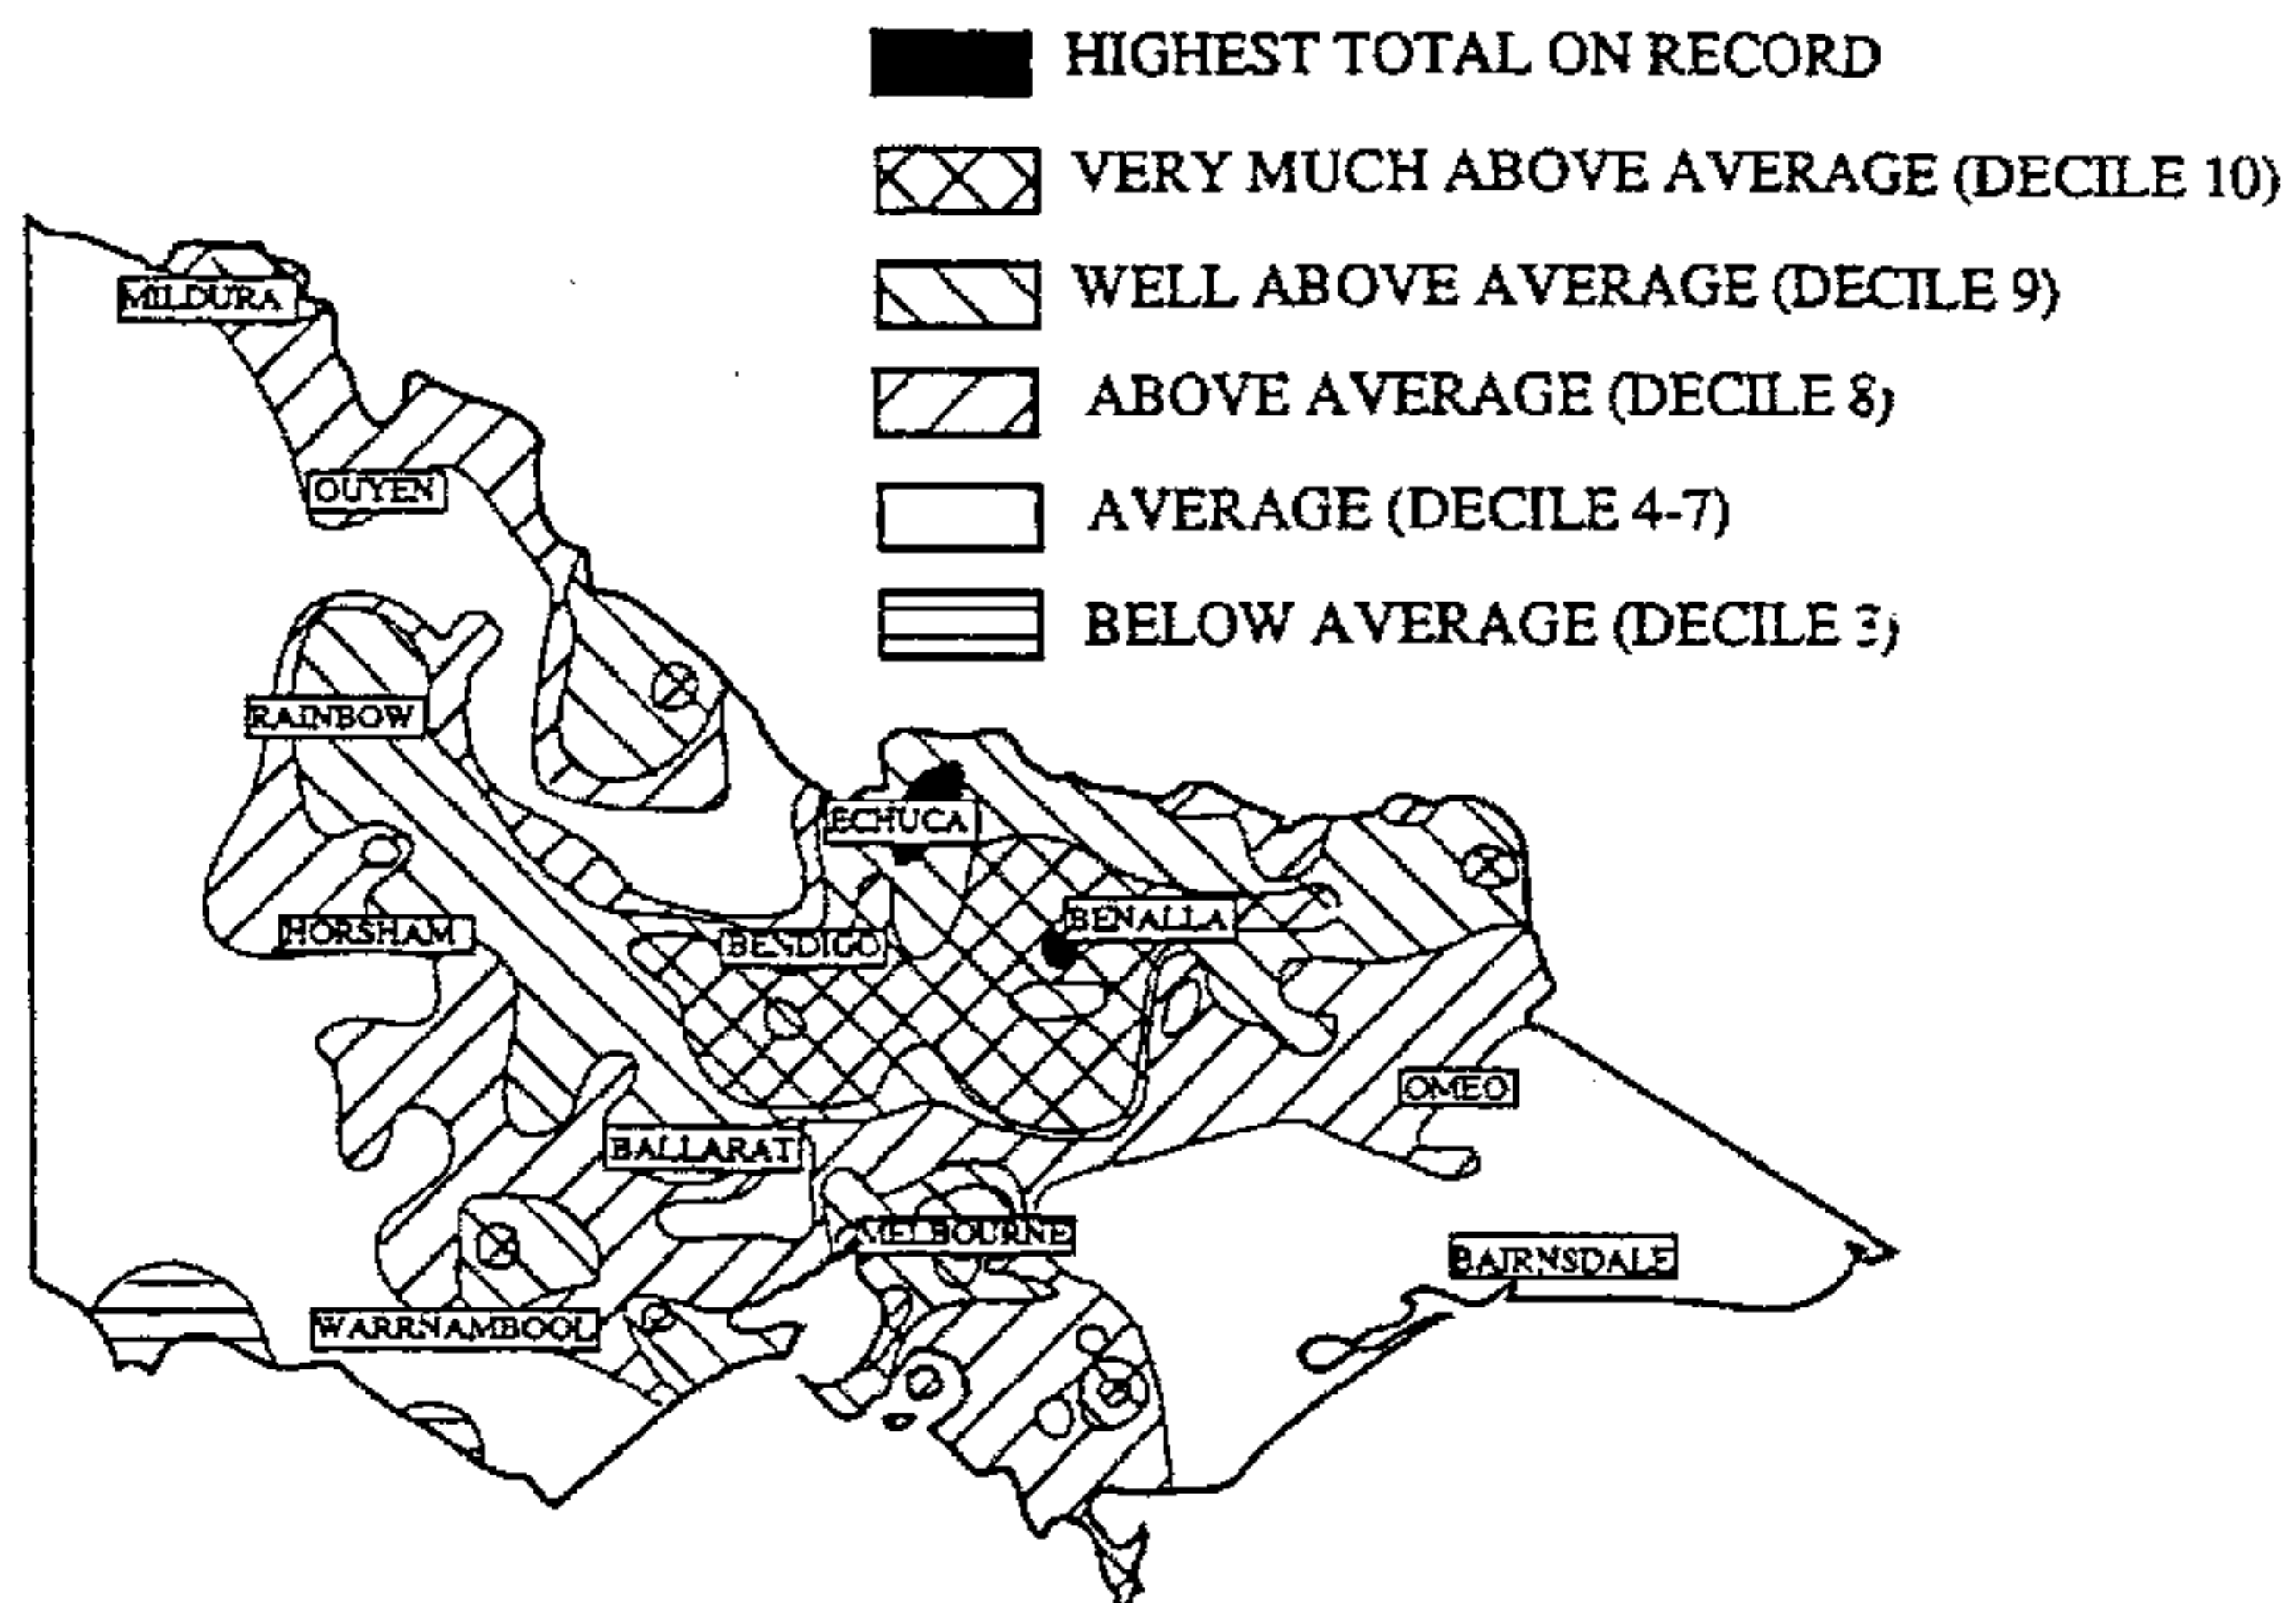 HIGHEST TOTAL ON RECORD
VERY MUCH ABOVE AVERAGE (DECILE 10)
WELL ABOVE AVERAGE (DECILE 9)
ABOVE AVERAGE (DECILE 8)
AVERAGE (DECILE 4-7)
BELOW AVERAGE (DECILE 3)
MILDURA
OUYEN
RAINBOW
ECHUCA
HORSHAM
BENDIGO
BENALLA
OMEO
BALLARAT
MELBOURNE
BAIRNSDALE
WARRNAMBOOL